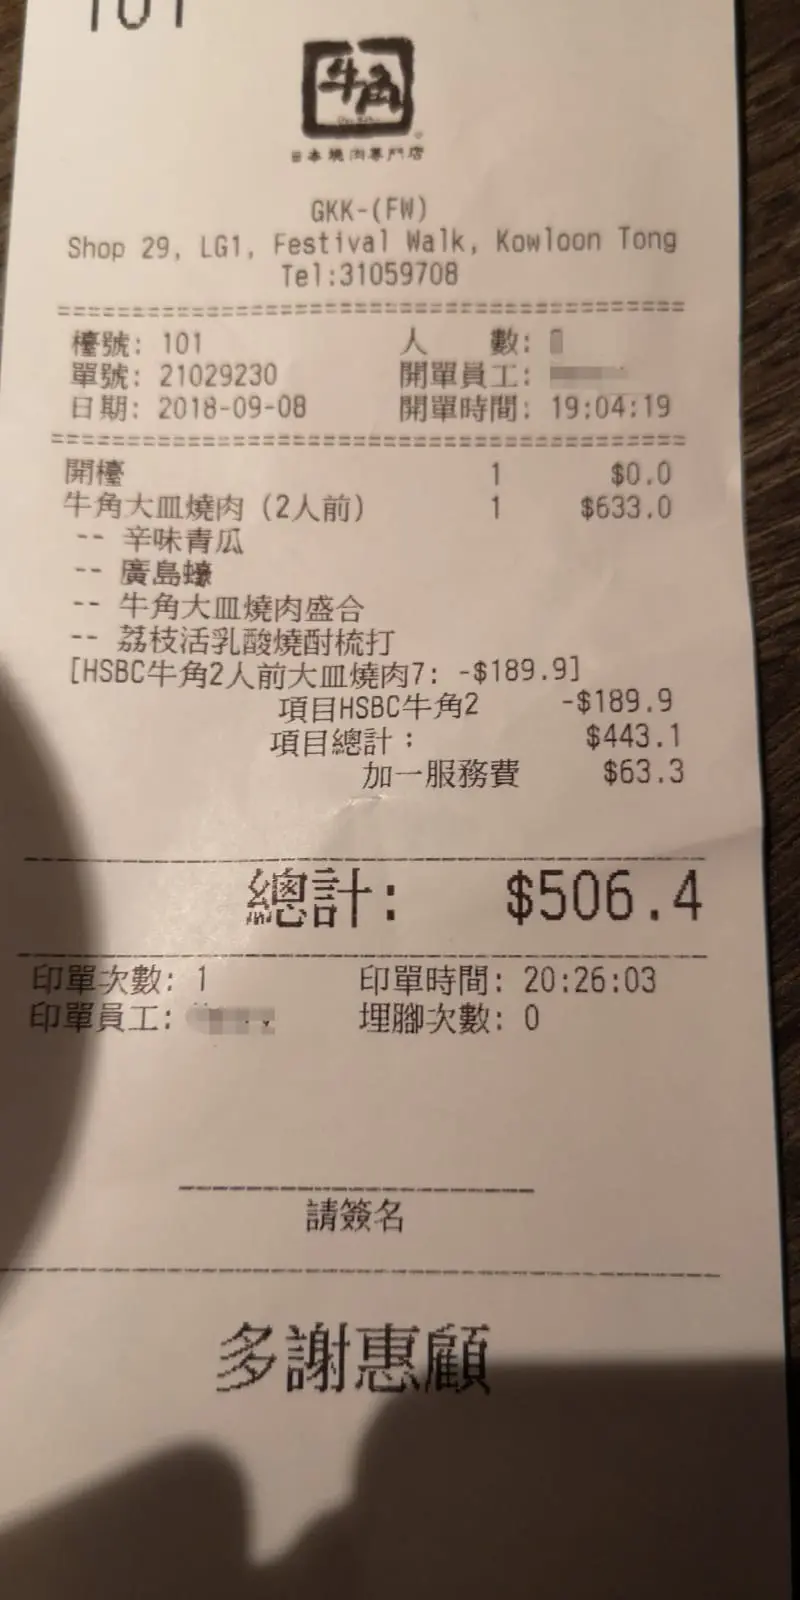 101
牛角
日本燒肉專門店
GKK-(FW)
Shop 29, LG1, Festival Walk, Kowloon Tong
Tel:31059708
檯號: 101 人 數:
單號: 21029230 開單員工:
日期: 2018-09-08 開單時間: 19:04:19
開檯 1 $0.0
牛角大皿燒肉 (2人前) 1 $633.0
-- 辛味青瓜
-- 廣島蠔
-- 牛角大皿燒肉盛合
-- 荔枝活乳酸燒酎梳打
[HSBC牛角2人前大皿燒肉7: -$189.9]
項目HSBC牛角2 -$189.9
項目總計： $443.1
加一服務費 $63.3
總計: $506.4
印單次數: 1 印單時間: 20:26:03
印單員工: 埋腳次數: 0
請簽名
多謝惠顧